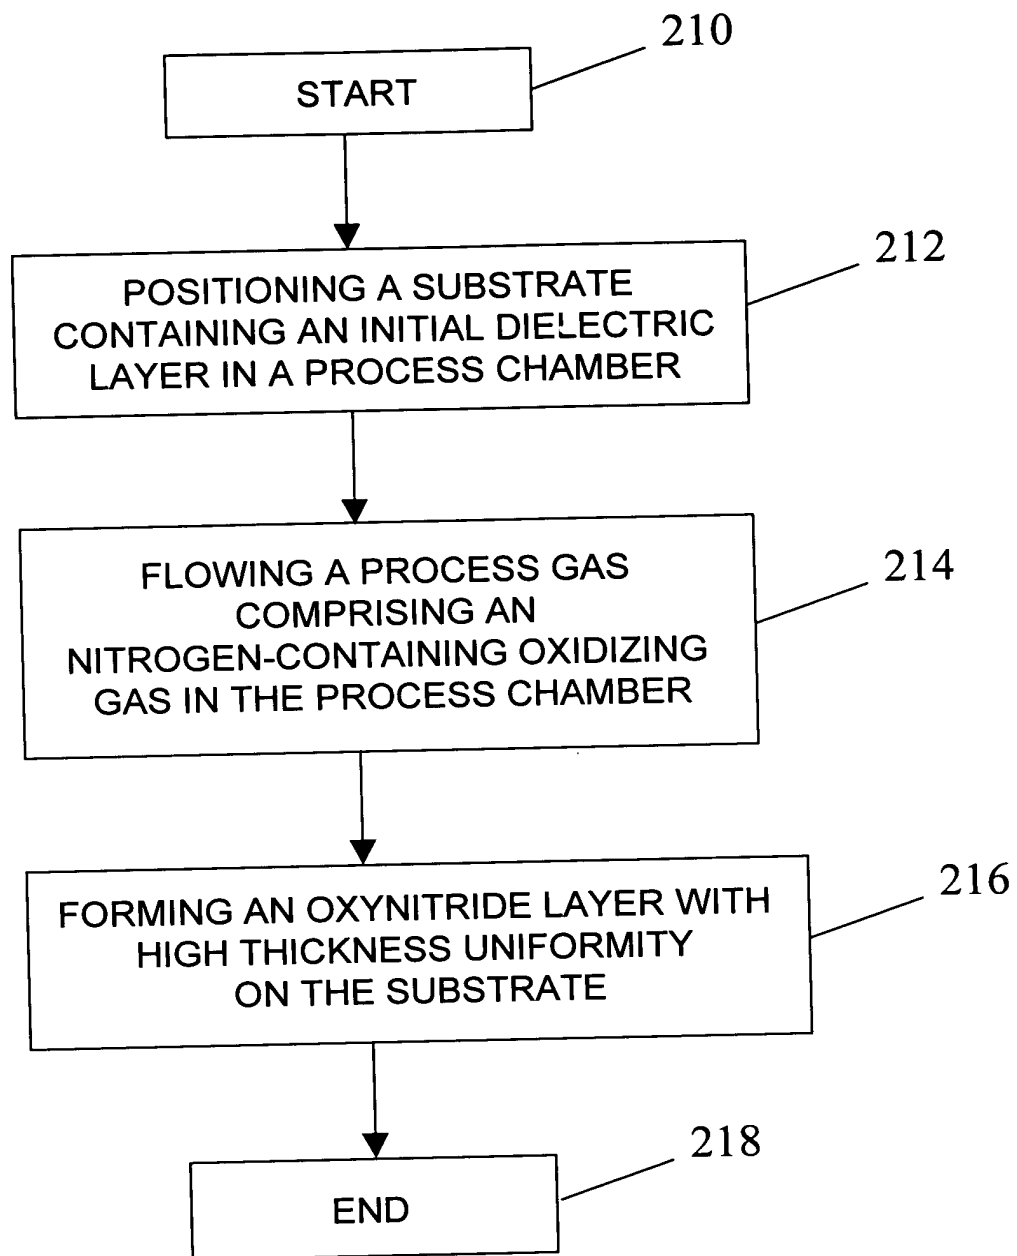 210
START
212
POSITIONING A SUBSTRATE
CONTAINING AN INITIAL DIELECTRIC
LAYER IN A PROCESS CHAMBER
214
FLOWING A PROCESS GAS
COMPRISING AN
NITROGEN-CONTAINING OXIDIZING
GAS IN THE PROCESS CHAMBER
216
FORMING AN OXYNITRIDE LAYER WITH
HIGH THICKNESS UNIFORMITY
ON THE SUBSTRATE
218
END